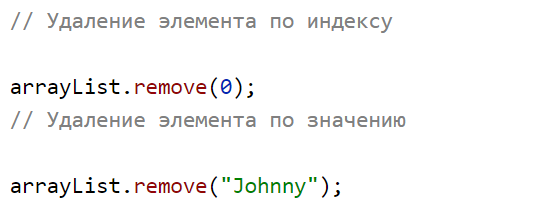 // Удаление элемента по индексу
arrayList.remove(0);
// Удаление элемента по значению
arrayList.remove("Johnny");